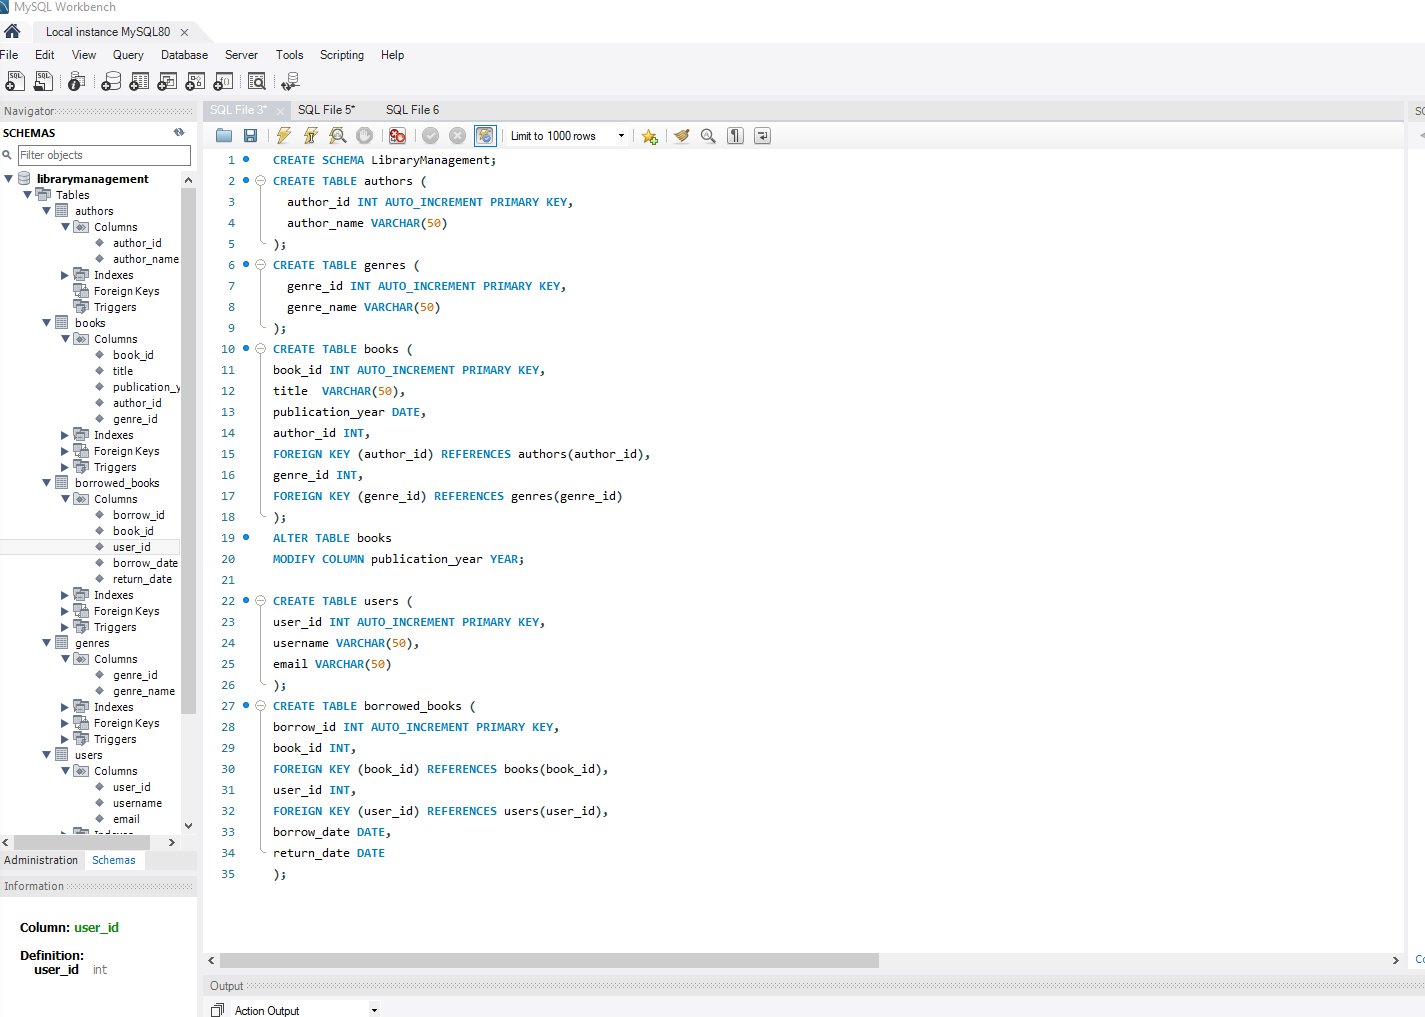 MySQL Workbench
Local instance MySQL80
File Edit View Query Database Server Tools Scripting Help
Navigator
SCHEMAS
Filter objects
librarymanagement
Tables
authors
Columns
author_id
author_name
Indexes
Foreign Keys
Triggers
books
Columns
book_id
title
publication_y
author_id
genre_id
Indexes
Foreign Keys
Triggers
borrowed_books
Columns
borrow_id
book_id
user_id
borrow_date
return_date
Indexes
Foreign Keys
Triggers
genres
Columns
genre_id
genre_name
Indexes
Foreign Keys
Triggers
users
Columns
user_id
username
email
Administration Schemas
Information
Column: user_id
Definition:
user_id int
SQL File 3* SQL File 5* SQL File 6
Limit to 1000 rows
1 CREATE SCHEMA LibraryManagement;
2 CREATE TABLE authors (
3 author_id INT AUTO_INCREMENT PRIMARY KEY,
4 author_name VARCHAR(50)
5 );
6 CREATE TABLE genres (
7 genre_id INT AUTO_INCREMENT PRIMARY KEY,
8 genre_name VARCHAR(50)
9 );
10 CREATE TABLE books (
11 book_id INT AUTO_INCREMENT PRIMARY KEY,
12 title VARCHAR(50),
13 publication_year DATE,
14 author_id INT,
15 FOREIGN KEY (author_id) REFERENCES authors(author_id),
16 genre_id INT,
17 FOREIGN KEY (genre_id) REFERENCES genres(genre_id)
18 );
19 ALTER TABLE books
20 MODIFY COLUMN publication_year YEAR;
21
22 CREATE TABLE users (
23 user_id INT AUTO_INCREMENT PRIMARY KEY,
24 username VARCHAR(50),
25 email VARCHAR(50)
26 );
27 CREATE TABLE borrowed_books (
28 borrow_id INT AUTO_INCREMENT PRIMARY KEY,
29 book_id INT,
30 FOREIGN KEY (book_id) REFERENCES books(book_id),
31 user_id INT,
32 FOREIGN KEY (user_id) REFERENCES users(user_id),
33 borrow_date DATE,
34 return_date DATE
35 );
Output
Action Output